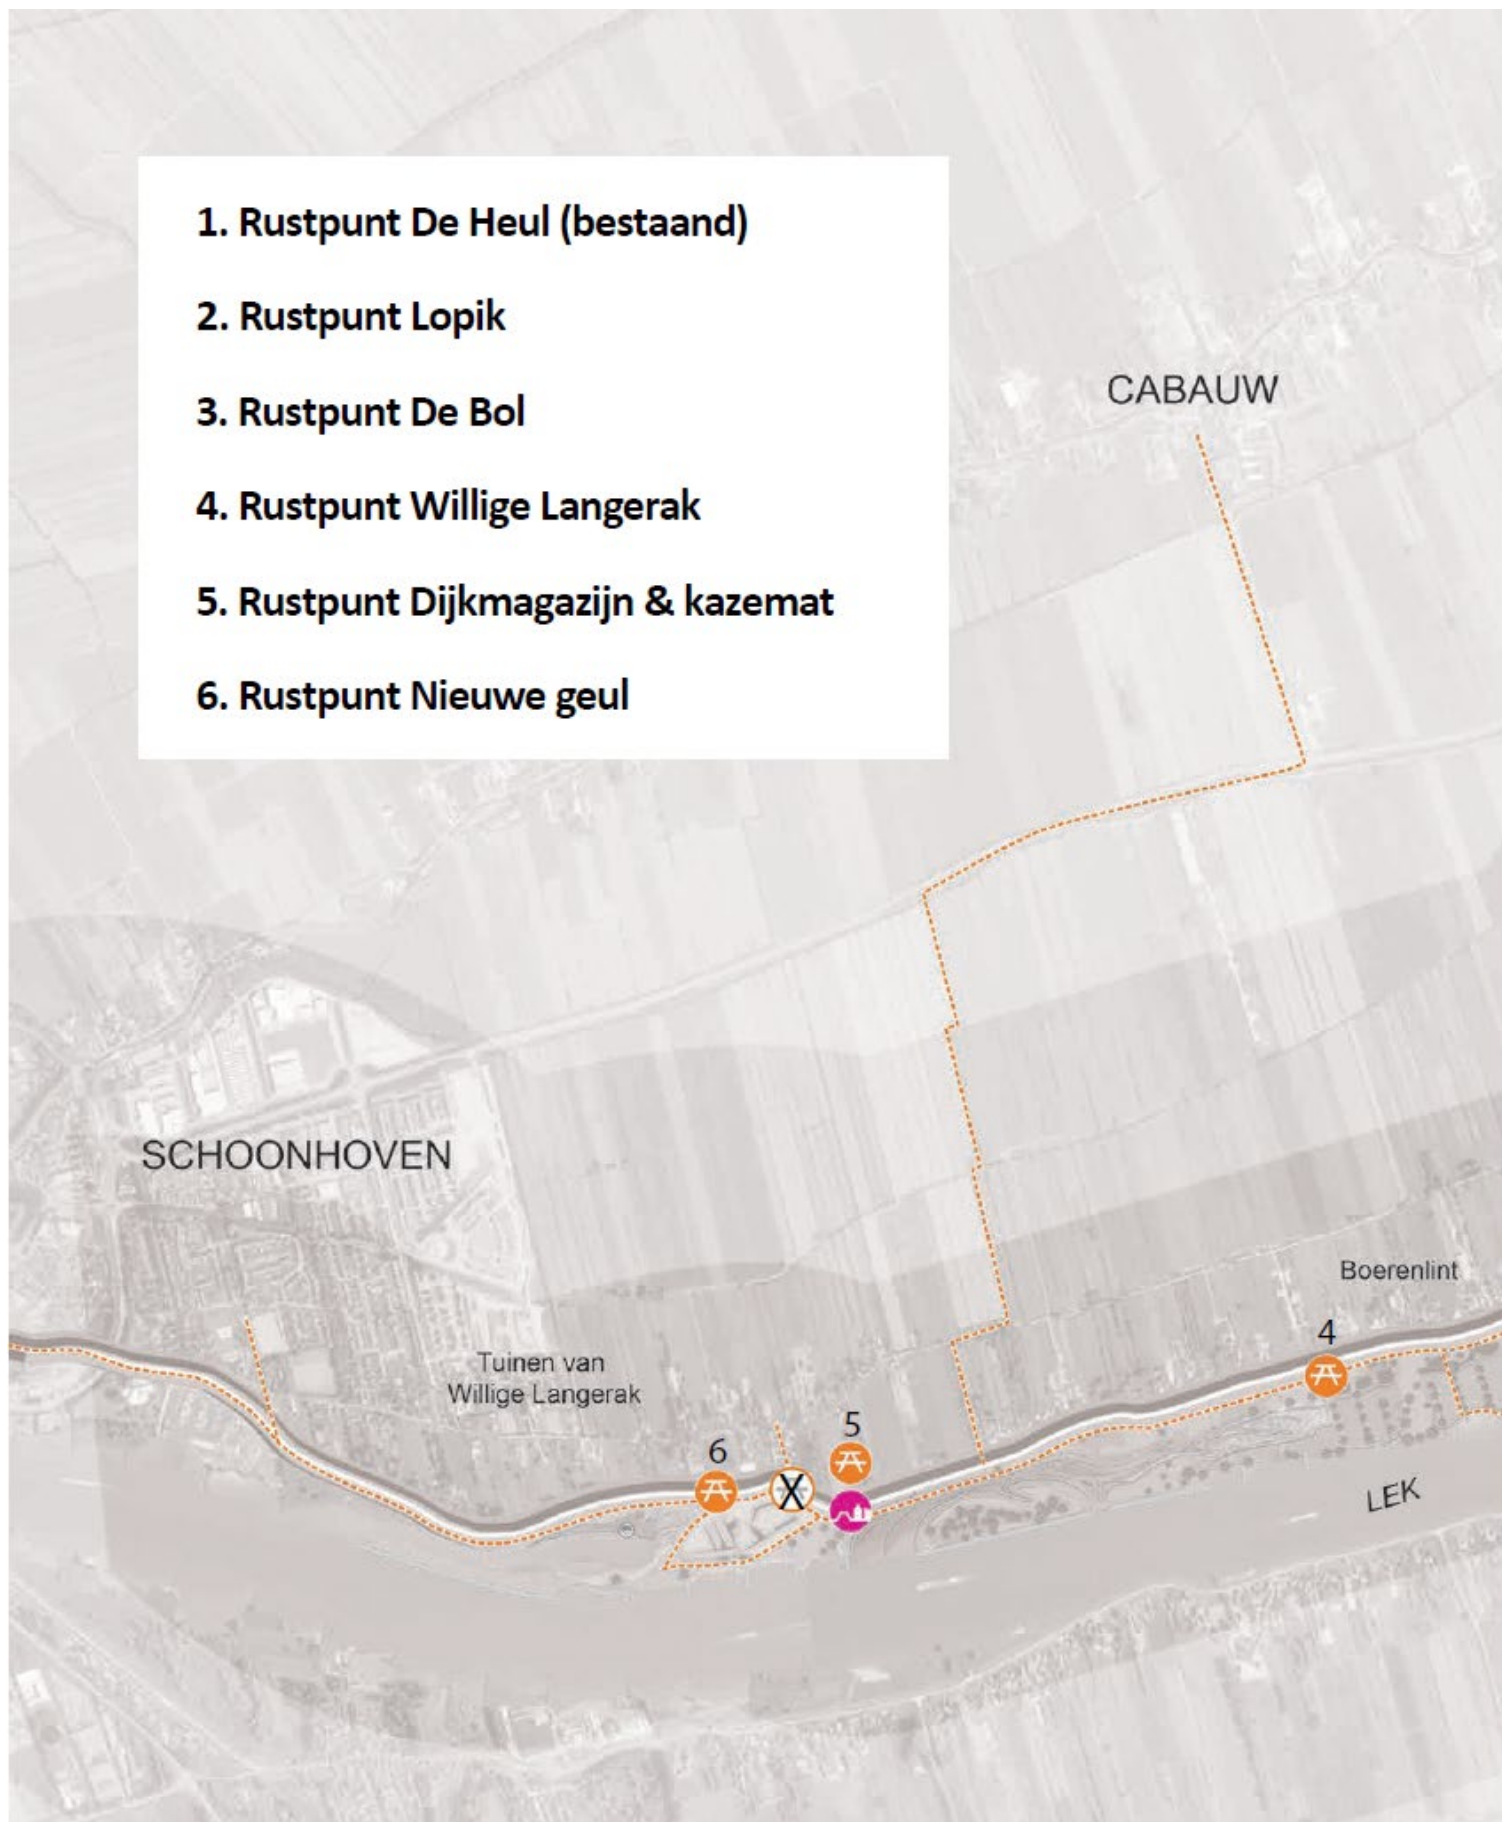 1. Rustpunt De Heul (bestaand)
2. Rustpunt Lopik
3. Rustpunt De Bol
4. Rustpunt Willige Langerak
5. Rustpunt Dijkmagazijn & kazemat
6. Rustpunt Nieuwe geul
CABAUW
SCHOONHOVEN
Boerenlint
4
Tuinen van
Willige Langerak
5
6
X
LEK